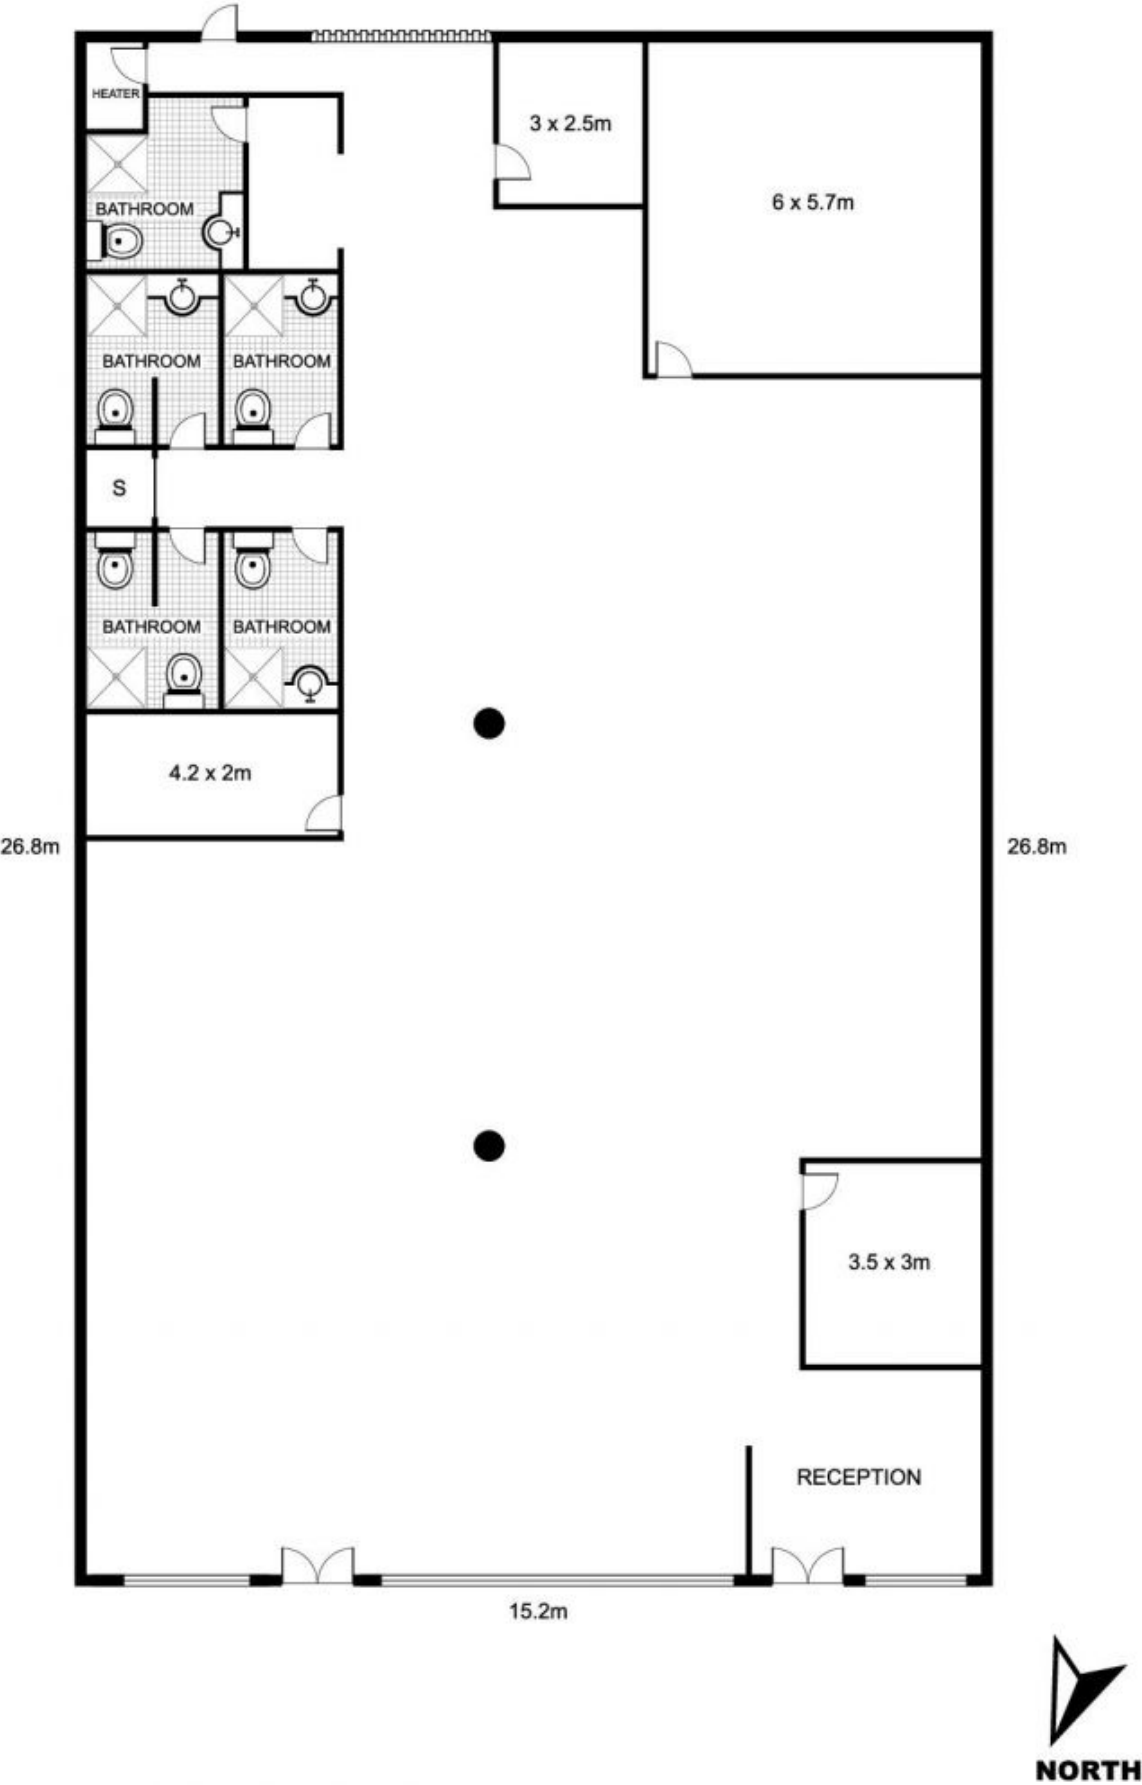 HEATER
3 x 2.5m
6 x 5.7m
BATHROOM
BATHROOM
BATHROOM
S
BATHROOM
BATHROOM
4.2 x 2m
26.8m
26.8m
3.5 x 3m
RECEPTION
15.2m
NORTH